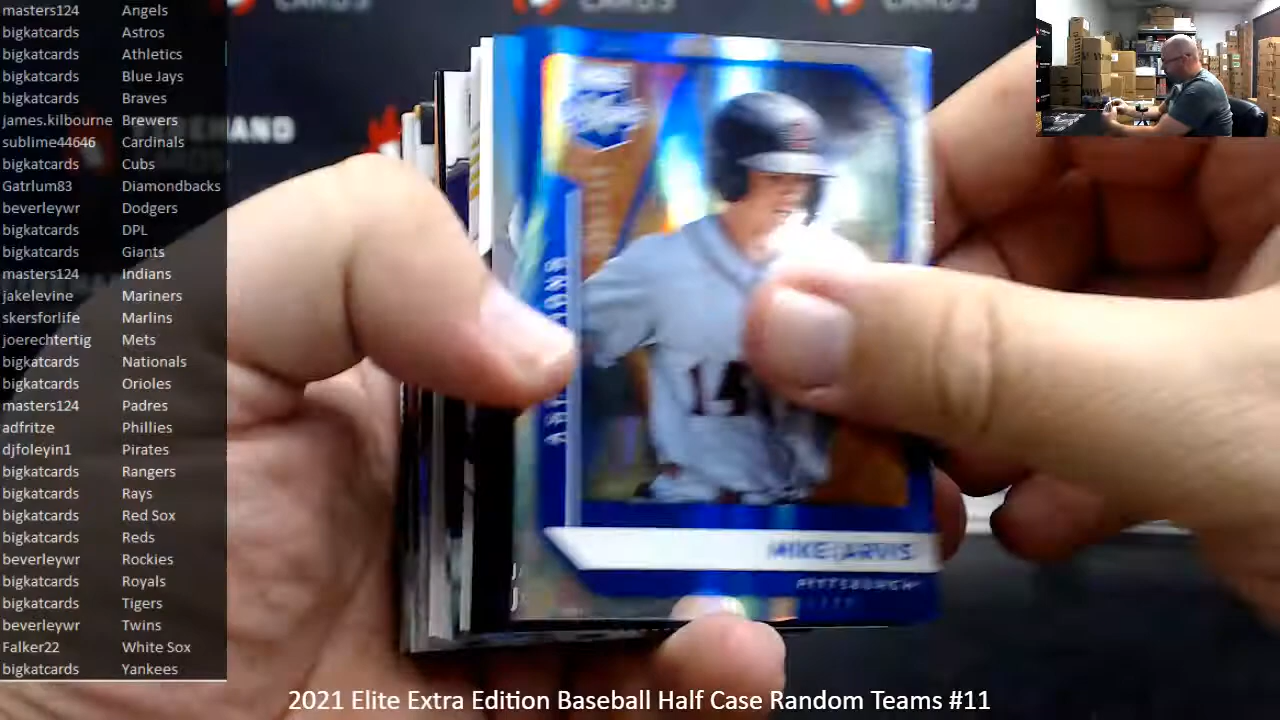 masters124 Angels
bigkatcards Astros
bigkatcards Athletics
bigkatcards Blue Jays
bigkatcards Braves
james.kilbourne Brewers
sublime44646 Cardinals
bigkatcards Cubs
Gatrlum83 Diamondbacks
beverleywr Dodgers
bigkatcards DPL
bigkatcards Giants
masters124 Indians
jakelevine Mariners
skersforlife Marlins
joerechtertig Mets
bigkatcards Nationals
bigkatcards Orioles
masters124 Padres
adfritze Phillies
djfoleyin1 Pirates
bigkatcards Rangers
bigkatcards Rays
bigkatcards Red Sox
bigkatcards Reds
beverleywr Rockies
bigkatcards Royals
bigkatcards Tigers
beverleywr Twins
Falker22 White Sox
bigkatcards Yankees
CARDS
CARDS
CARDS
14
MIKE JARVIS
PITTSBURGH
2021 Elite Extra Edition Baseball Half Case Random Teams #11